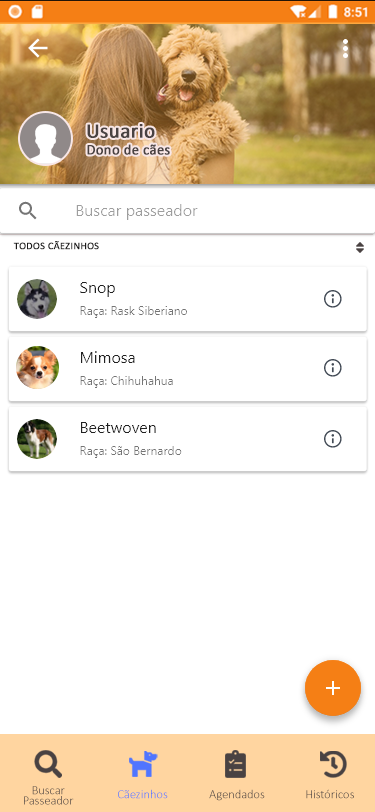 8:51
Usuario
Dono de cães
Buscar passeador
TODOS CÃEZINHOS
Snop
Raça: Rask Siberiano
Mimosa
Raça: Chihuhahua
Beetwoven
Raça: São Bernardo
Buscar
Passeador
Cãezinhos
Agendados
Históricos